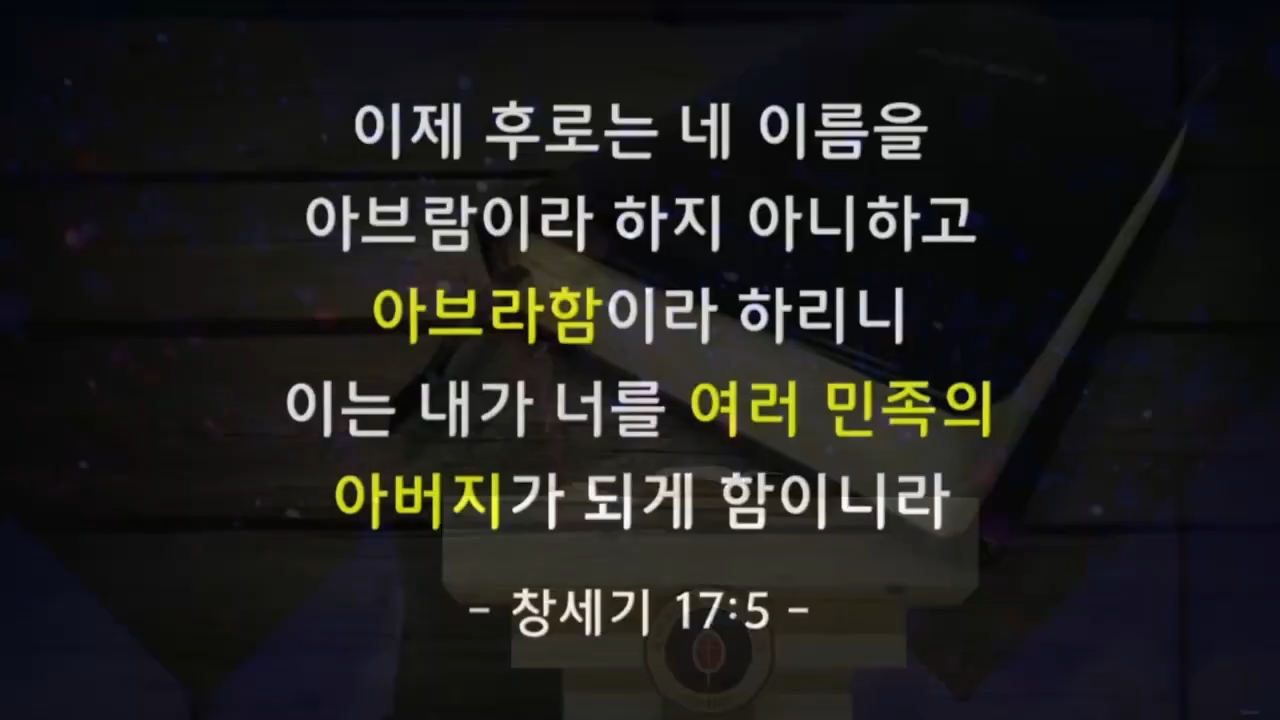 이제 후로는 네 이름을
아브람이라 하지 아니하고
아브라함이라 하리니
이는 내가 너를 여러 민족의
아버지가 되게 함이니라
- 창세기 17:5 -